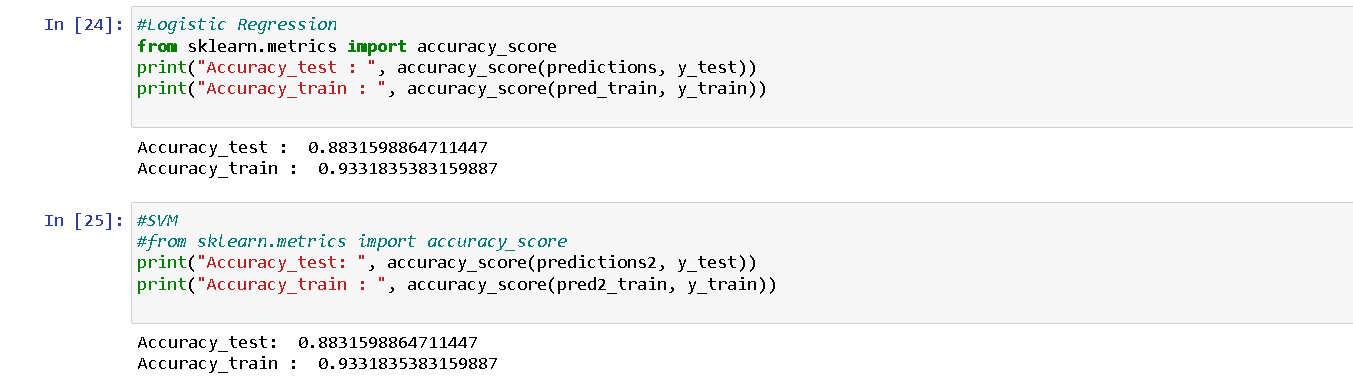 In [24]: #Logistic Regression
from sklearn.metrics import accuracy_score
print("Accuracy_test : ", accuracy_score(predictions, y_test))
print("Accuracy_train : ", accuracy_score(pred_train, y_train))
Accuracy_test :  0.8831598864711447
Accuracy_train :  0.9331835383159887
In [25]: #SVM
#from sklearn.metrics import accuracy_score
print("Accuracy_test: ", accuracy_score(predictions2, y_test))
print("Accuracy_train : ", accuracy_score(pred2_train, y_train))
Accuracy_test:  0.8831598864711447
Accuracy_train :  0.9331835383159887